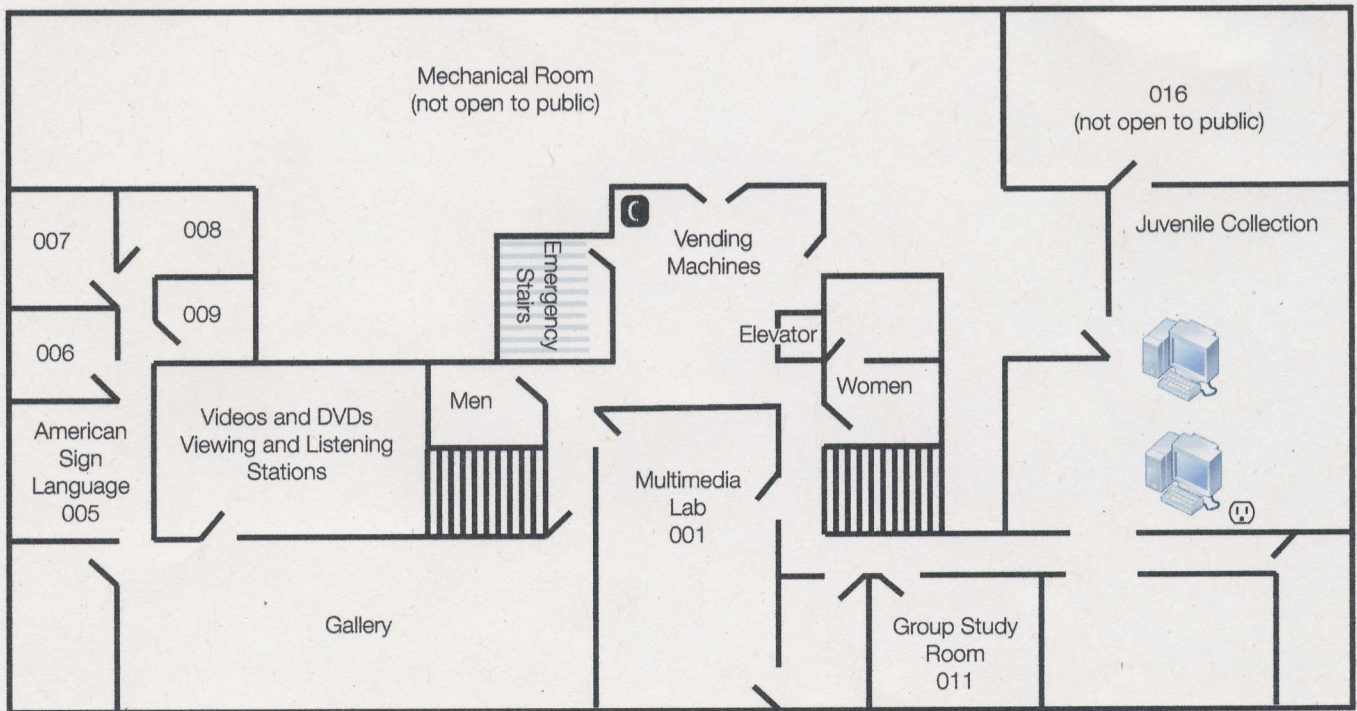 Mechanical Room
(not open to public)
016
(not open to public)
007
008
Vending
Machines
Juvenile Collection
Emergency
Stairs
009
006
Elevator
Men
Women
American
Sign
Language
005
Videos and DVDs
Viewing and Listening
Stations
Multimedia
Lab
001
Gallery
Group Study
Room
011